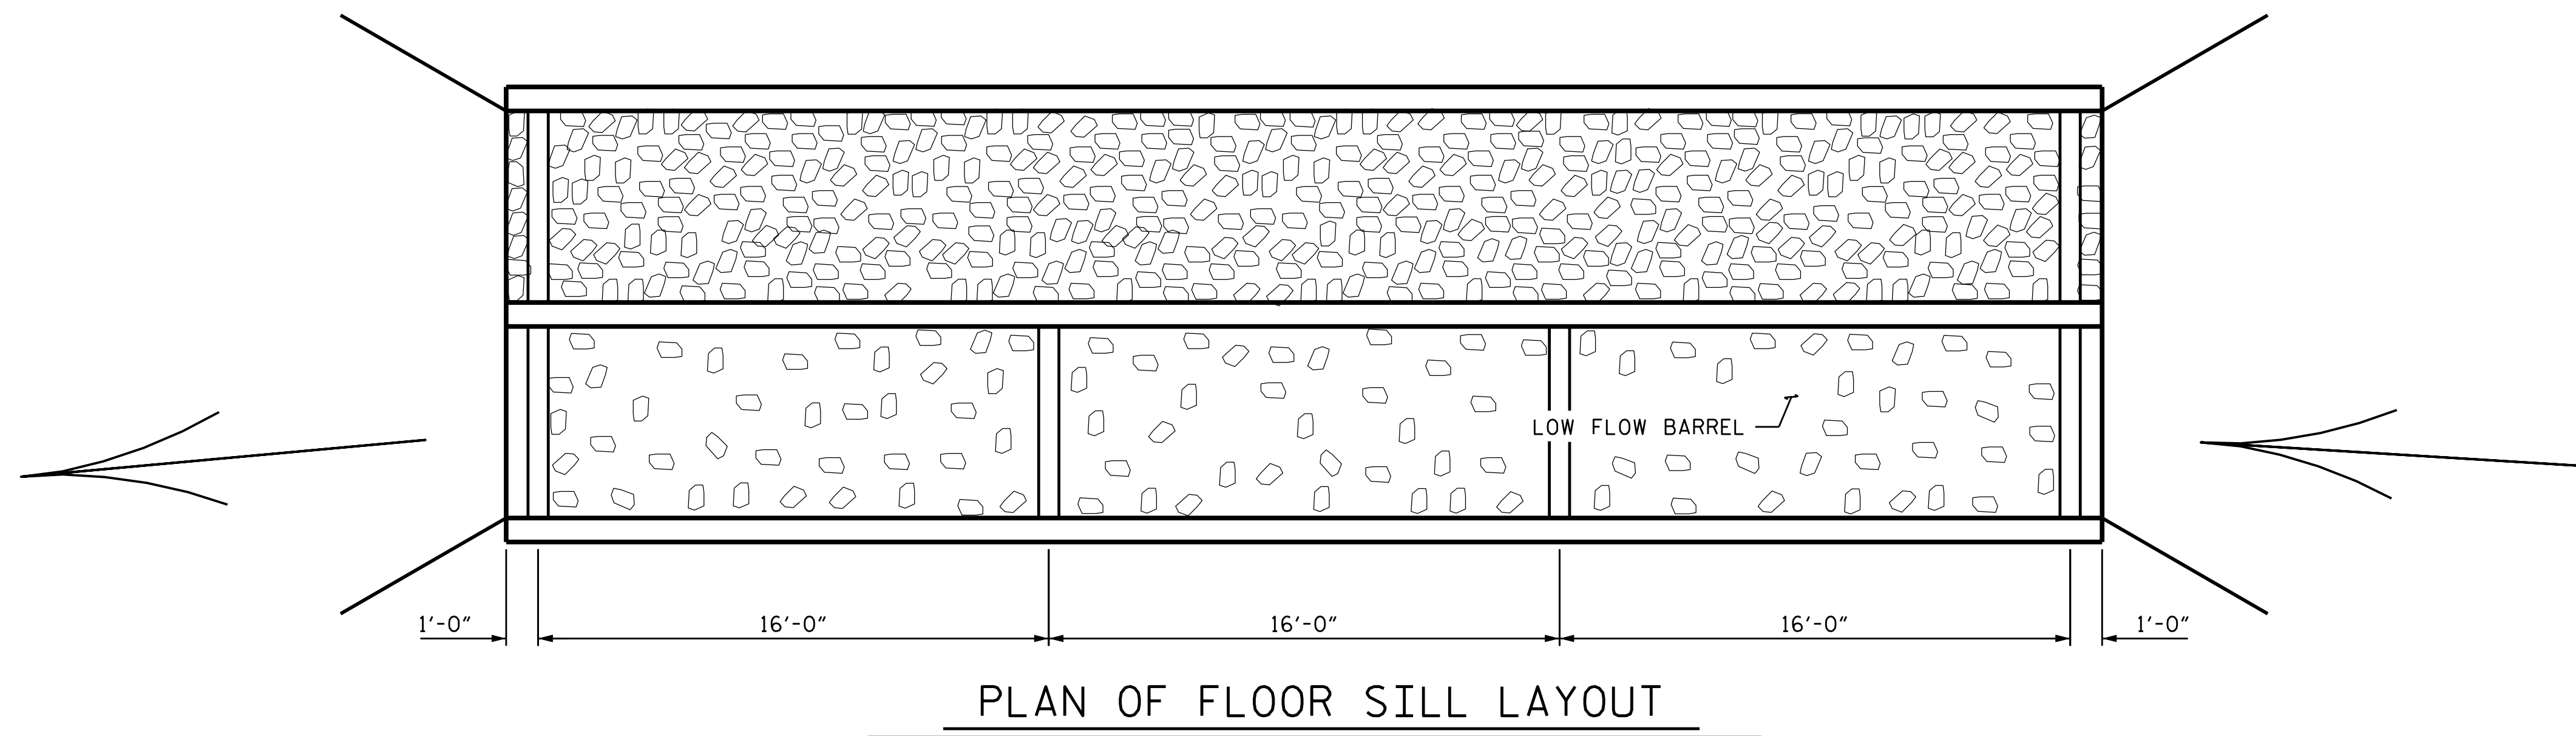 LOW FLOW BARREL
1'-0" 16'-0" 16'-0" 16'-0" 1'-0"
PLAN OF FLOOR SILL LAYOUT